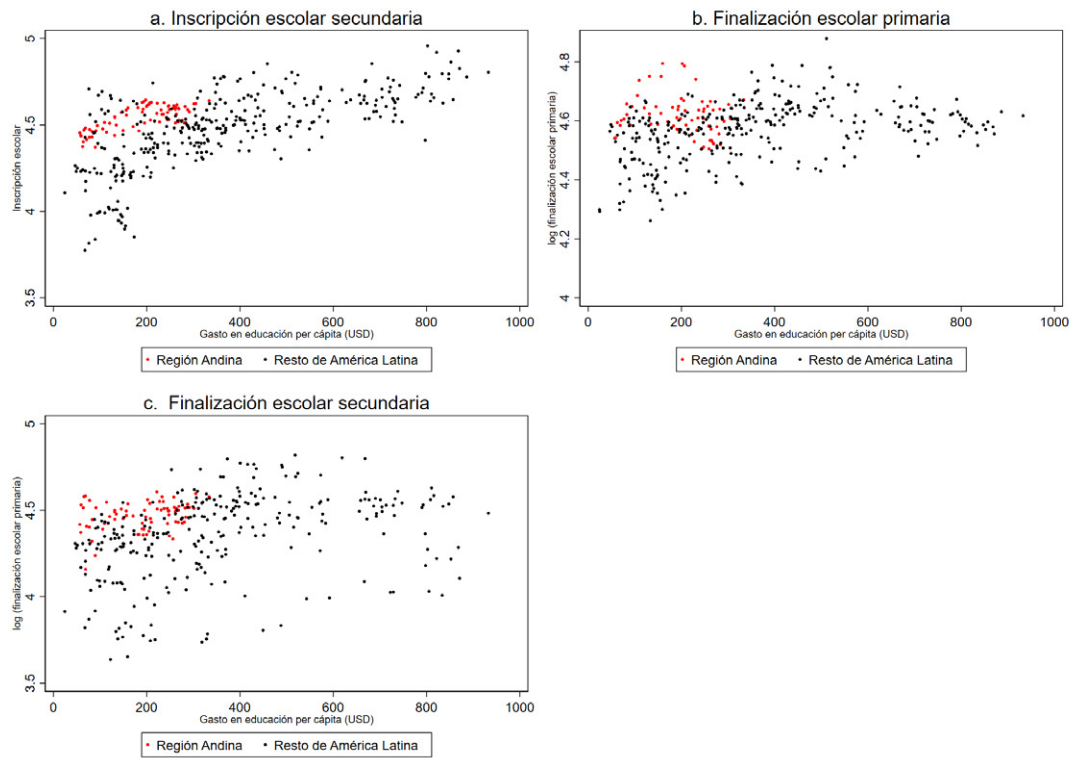 a. Inscripción escolar secundaria
Inscripción escolar
5
4.5
4
3.5
0 200 400 600 800 1000
Gasto en educación per cápita (USD)
Región Andina Resto de América Latina
b. Finalización escolar primaria
log (finalización escolar primaria)
4.8
4.6
4.4
4.2
4
0 200 400 600 800 1000
Gasto en educación per cápita (USD)
Región Andina Resto de América Latina
c. Finalización escolar secundaria
log (finalización escolar primaria)
5
4.5
4
3.5
0 200 400 600 800 1000
Gasto en educación per cápita (USD)
Región Andina Resto de América Latina